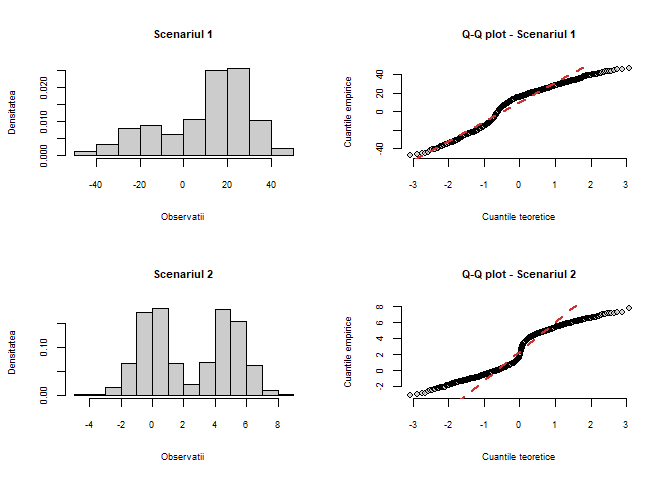 Scenariul 1
Densitatea
0.000 0.010 0.020
-40 -20 0 20 40
Observatii
Q-Q plot - Scenariul 1
Cuantile empirice
-40 0 20 40
-3 -2 -1 0 1 2 3
Cuantile teoretice
Scenariul 2
Densitatea
0.00 0.10
-4 -2 0 2 4 6 8
Observatii
Q-Q plot - Scenariul 2
Cuantile empirice
-2 0 2 4 6 8
-3 -2 -1 0 1 2 3
Cuantile teoretice